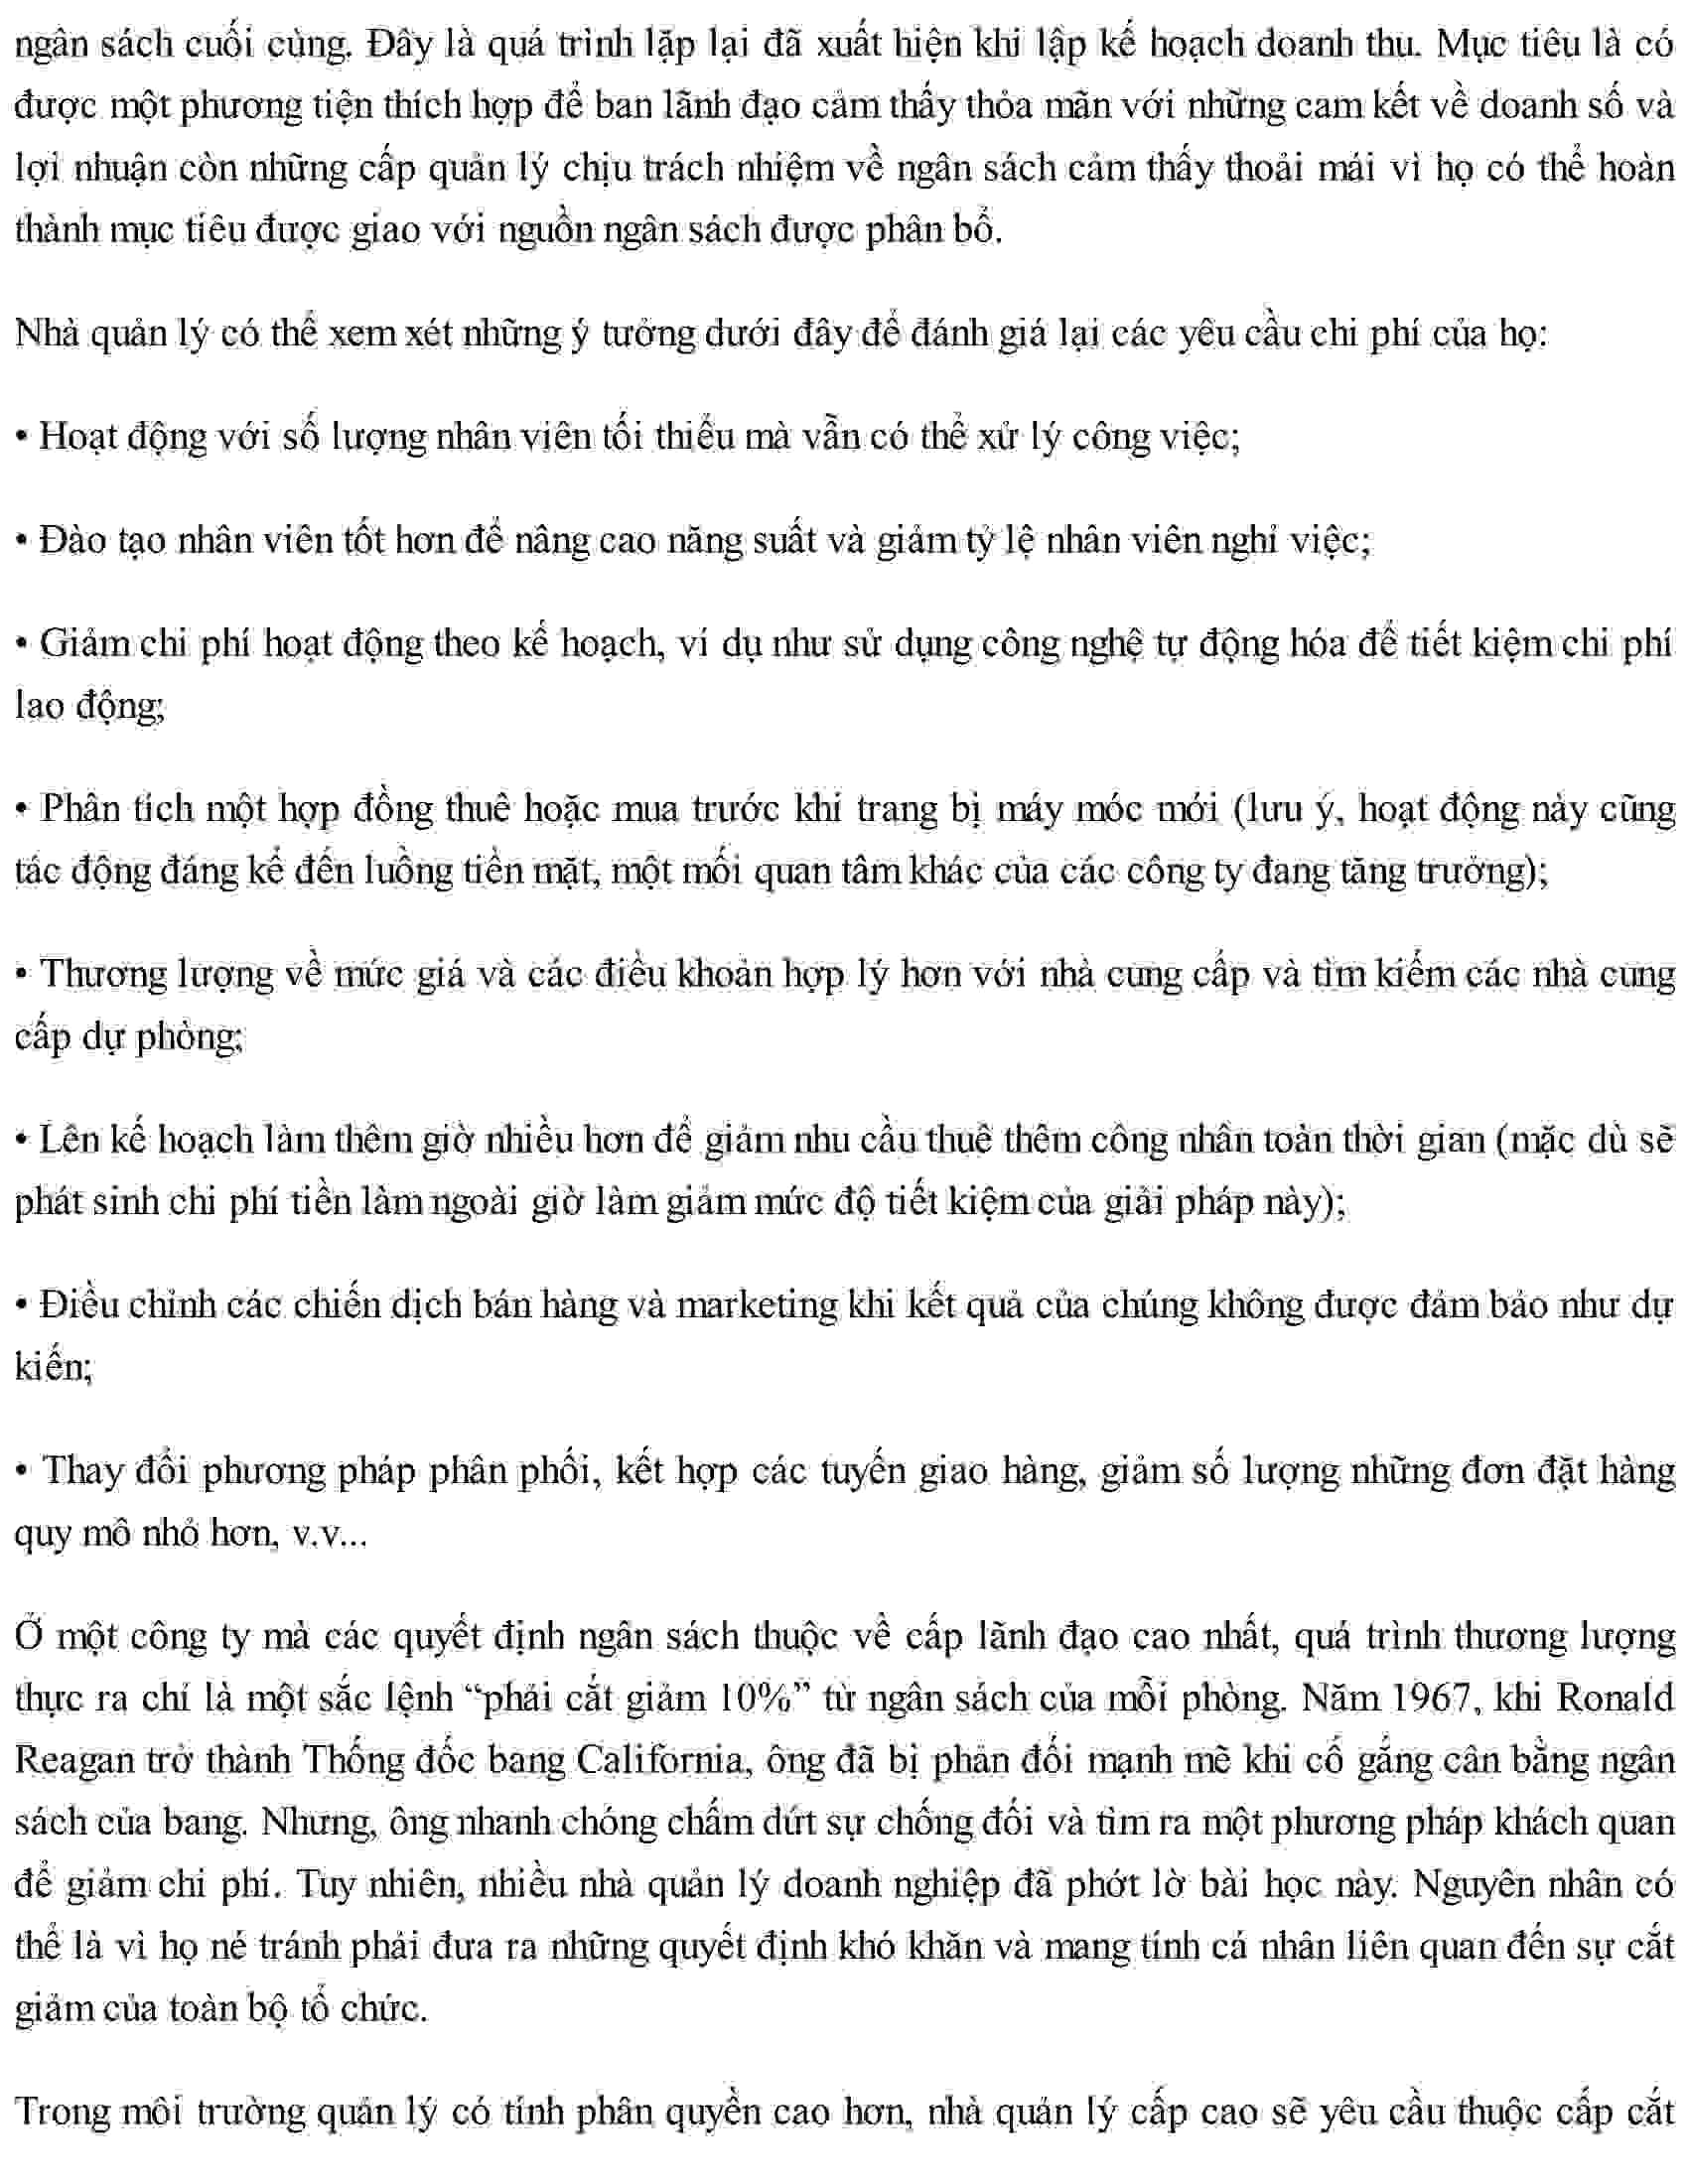 ngân sách cuối cùng. Đây là quá trình lặp lại đã xuất hiện khi lập kế hoạch doanh thu. Mục tiêu là có
được một phương tiện thích hợp để ban lãnh đạo cảm thấy thỏa mãn với những cam kết về doanh số và
lợi nhuận còn những cấp quản lý chịu trách nhiệm về ngân sách cảm thấy thoải mái vì họ có thể hoàn
thành mục tiêu được giao với nguồn ngân sách được phân bổ.
Nhà quản lý có thể xem xét những ý tưởng dưới đây để đánh giá lại các yêu cầu chi phí của họ:
• Hoạt động với số lượng nhân viên tối thiểu mà vẫn có thể xử lý công việc;
• Đào tạo nhân viên tốt hơn để nâng cao năng suất và giảm tỷ lệ nhân viên nghỉ việc;
• Giảm chi phí hoạt động theo kế hoạch, ví dụ như sử dụng công nghệ tự động hóa để tiết kiệm chi phí
lao động;
• Phân tích một hợp đồng thuê hoặc mua trước khi trang bị máy móc mới (lưu ý, hoạt động này cũng
tác động đáng kể đến luồng tiền mặt, một mối quan tâm khác của các công ty đang tăng trưởng);
• Thương lượng về mức giá và các điều khoản hợp lý hơn với nhà cung cấp và tìm kiếm các nhà cung
cấp dự phòng;
• Lên kế hoạch làm thêm giờ nhiều hơn để giảm nhu cầu thuê thêm công nhân toàn thời gian (mặc dù sẽ
phát sinh chi phí tiền làm ngoài giờ làm giảm mức độ tiết kiệm của giải pháp này);
• Điều chỉnh các chiến dịch bán hàng và marketing khi kết quả của chúng không được đảm bảo như dự
kiến;
• Thay đổi phương pháp phân phối, kết hợp các tuyến giao hàng, giảm số lượng những đơn đặt hàng
quy mô nhỏ hơn, v.v...
Ở một công ty mà các quyết định ngân sách thuộc về cấp lãnh đạo cao nhất, quá trình thương lượng
thực ra chỉ là một sắc lệnh “phải cắt giảm 10%” từ ngân sách của mỗi phòng. Năm 1967, khi Ronald
Reagan trở thành Thống đốc bang California, ông đã bị phản đối mạnh mẽ khi cố gắng cân bằng ngân
sách của bang. Nhưng, ông nhanh chóng chấm dứt sự chống đối và tìm ra một phương pháp khách quan
để giảm chi phí. Tuy nhiên, nhiều nhà quản lý doanh nghiệp đã phớt lờ bài học này. Nguyên nhân có
thể là vì họ né tránh phải đưa ra những quyết định khó khăn và mang tính cá nhân liên quan đến sự cắt
giảm của toàn bộ tổ chức.
Trong môi trường quản lý có tính phân quyền cao hơn, nhà quản lý cấp cao sẽ yêu cầu thuộc cấp cắt